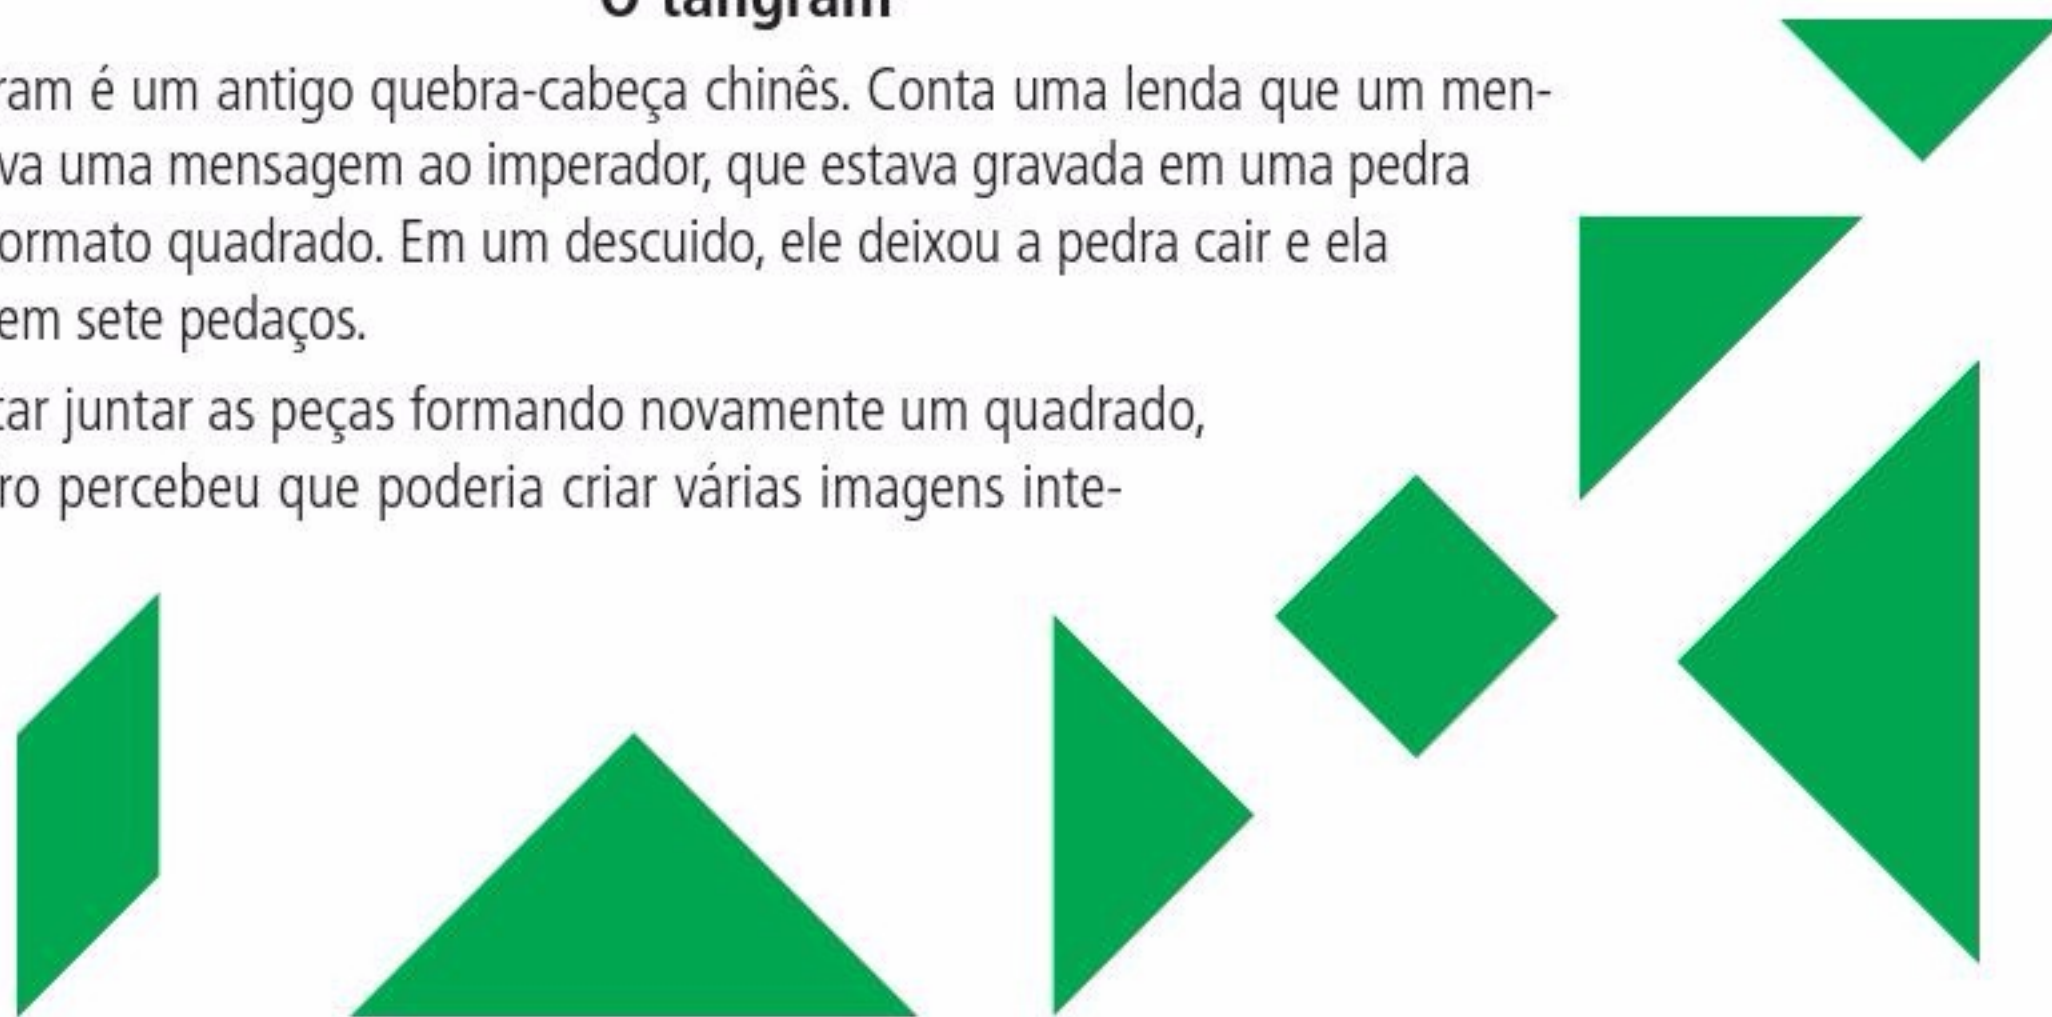 O tangram
ram é um antigo quebra-cabeça chinês. Conta uma lenda que um men-
va uma mensagem ao imperador, que estava gravada em uma pedra
ormato quadrado. Em um descuido, ele deixou a pedra cair e ela
em sete pedaços.
tar juntar as peças formando novamente um quadrado,
ro percebeu que poderia criar várias imagens inte-